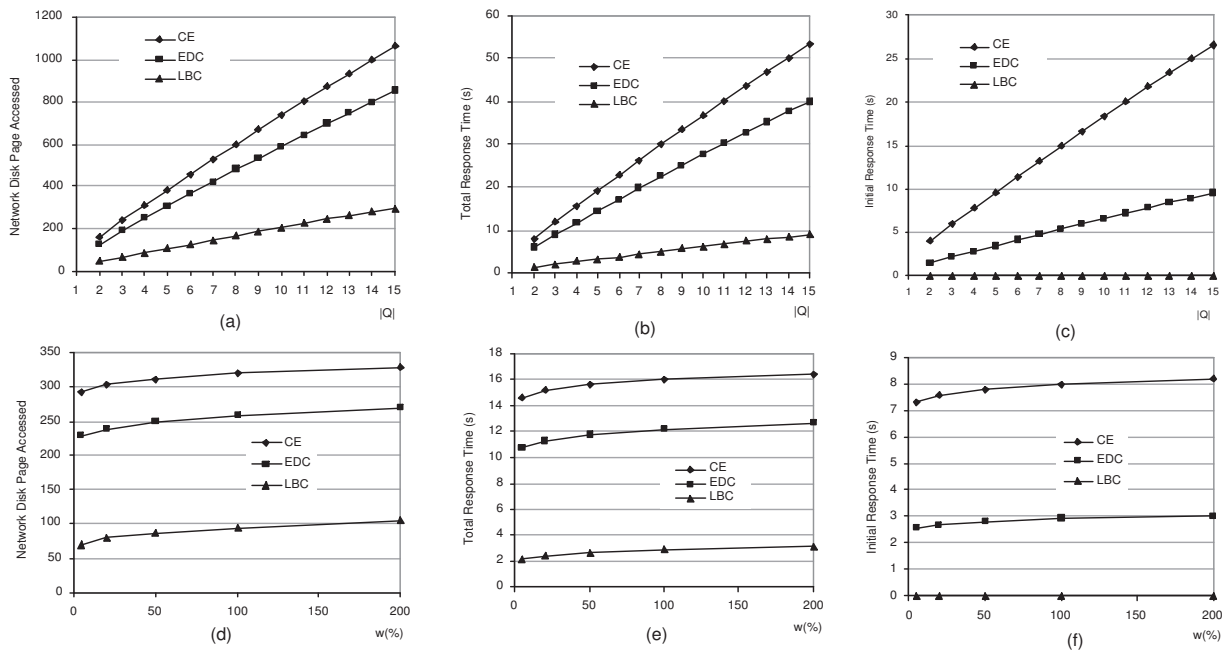 Network Disk Page Accessed
1200
1000
800
600
400
200
0
CE
EDC
LBC
1 2 3 4 5 6 7 8 9 10 11 12 13 14 15
|Q|
(a)
Total Response Time (s)
60
50
40
30
20
10
0
CE
EDC
LBC
1 2 3 4 5 6 7 8 9 10 11 12 13 14 15
|Q|
(b)
Initial Response Time (s)
30
25
20
15
10
5
0
CE
EDC
LBC
1 2 3 4 5 6 7 8 9 10 11 12 13 14 15
|Q|
(c)
Network Disk Page Accessed
350
300
250
200
150
100
50
0
CE
EDC
LBC
0 50 100 150 200
w(%)
(d)
Total Response Time (s)
18
16
14
12
10
8
6
4
2
0
CE
EDC
LBC
0 50 100 150 200
w(%)
(e)
Initial Response Time (s)
9
8
7
6
5
4
3
2
1
0
CE
EDC
LBC
0 50 100 150 200
w(%)
(f)